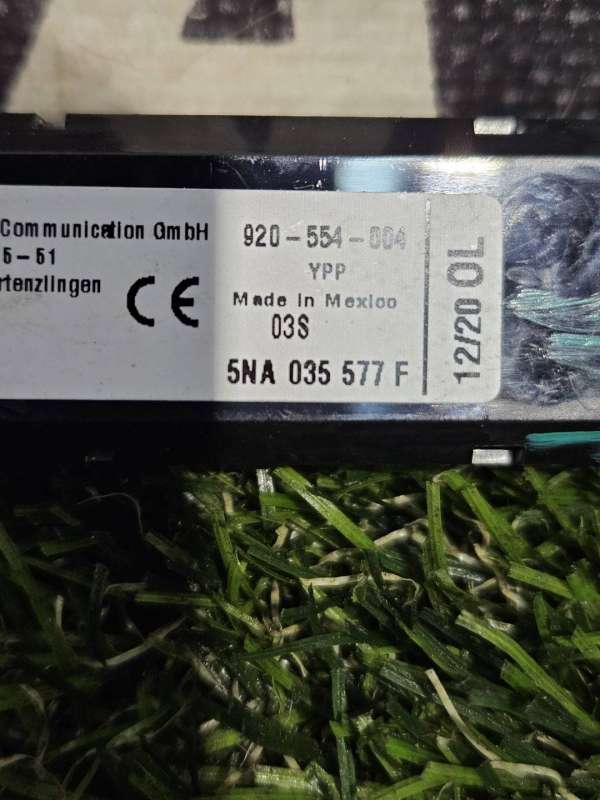 Communication GmbH
5-51
rtenzlingen
CE
920-554-004
YPP
Made in Mexico
03S
5NA 035 577 F
12/20 OL